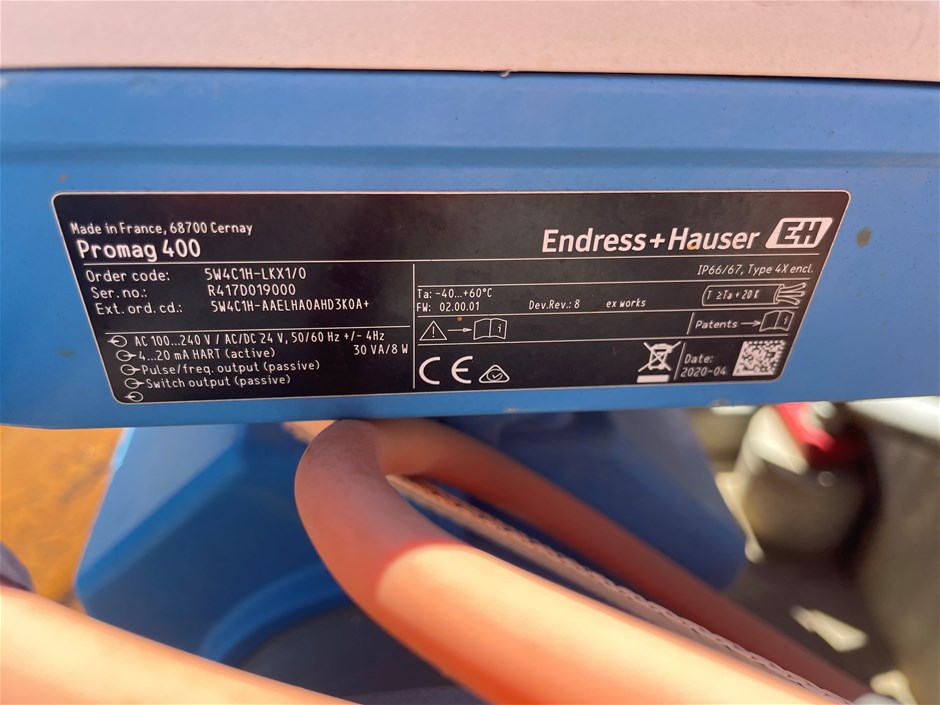 Made in France, 68700 Cernay
Promag 400
Endress+Hauser EH
Order code: 5W4C1H-LKX1/0
Ser.no.: R417D019000
Ext. ord. cd.: 5W4C1H-AAELHA0AHD3K0A+
IP66/67, Type 4X encl.
Ta: -40...+60°C
FW: 02.00.01
Dev.Rev.: 8
ex works
T ≥Ta + 20 K
AC 100...240 V / AC/DC 24 V, 50/60 Hz +/- 4Hz
30 VA/8 W
4...20 mA HART (active)
Pulse/freq. output (passive)
Switch output (passive)
i
Patents
i
CE
Date:
2020-04